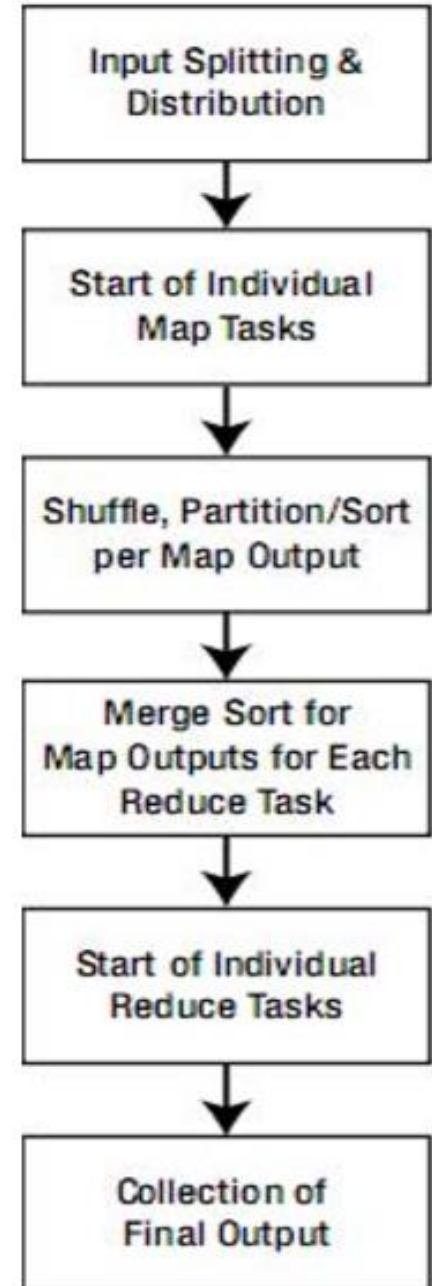 Input Splitting &
Distribution
Start of Individual
Map Tasks
Shuffle, Partition/Sort
per Map Output
Merge Sort for
Map Outputs for Each
Reduce Task
Start of Individual
Reduce Tasks
Collection of
Final Output